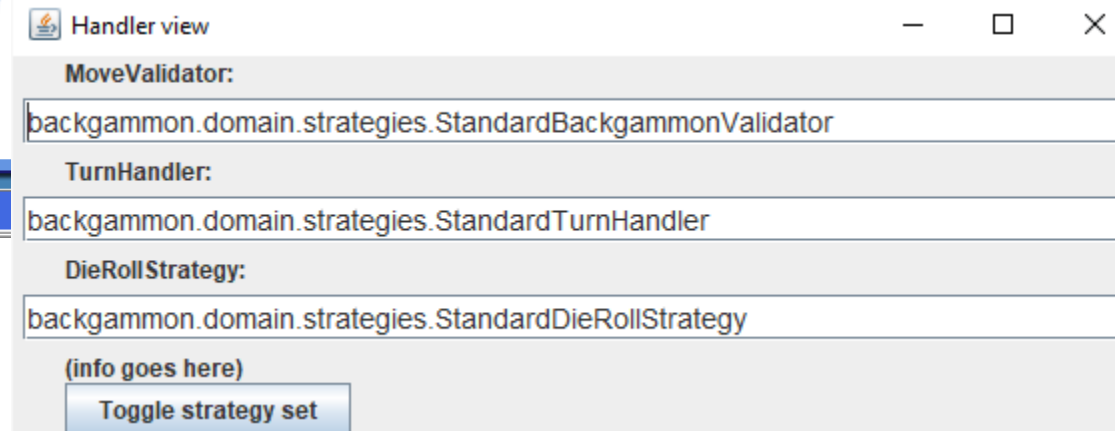 Handler view
MoveValidator:
backgammon.domain.strategies.StandardBackgammonValidator
TurnHandler:
backgammon.domain.strategies.StandardTurnHandler
DieRollStrategy:
backgammon.domain.strategies.StandardDieRollStrategy
(info goes here)
Toggle strategy set